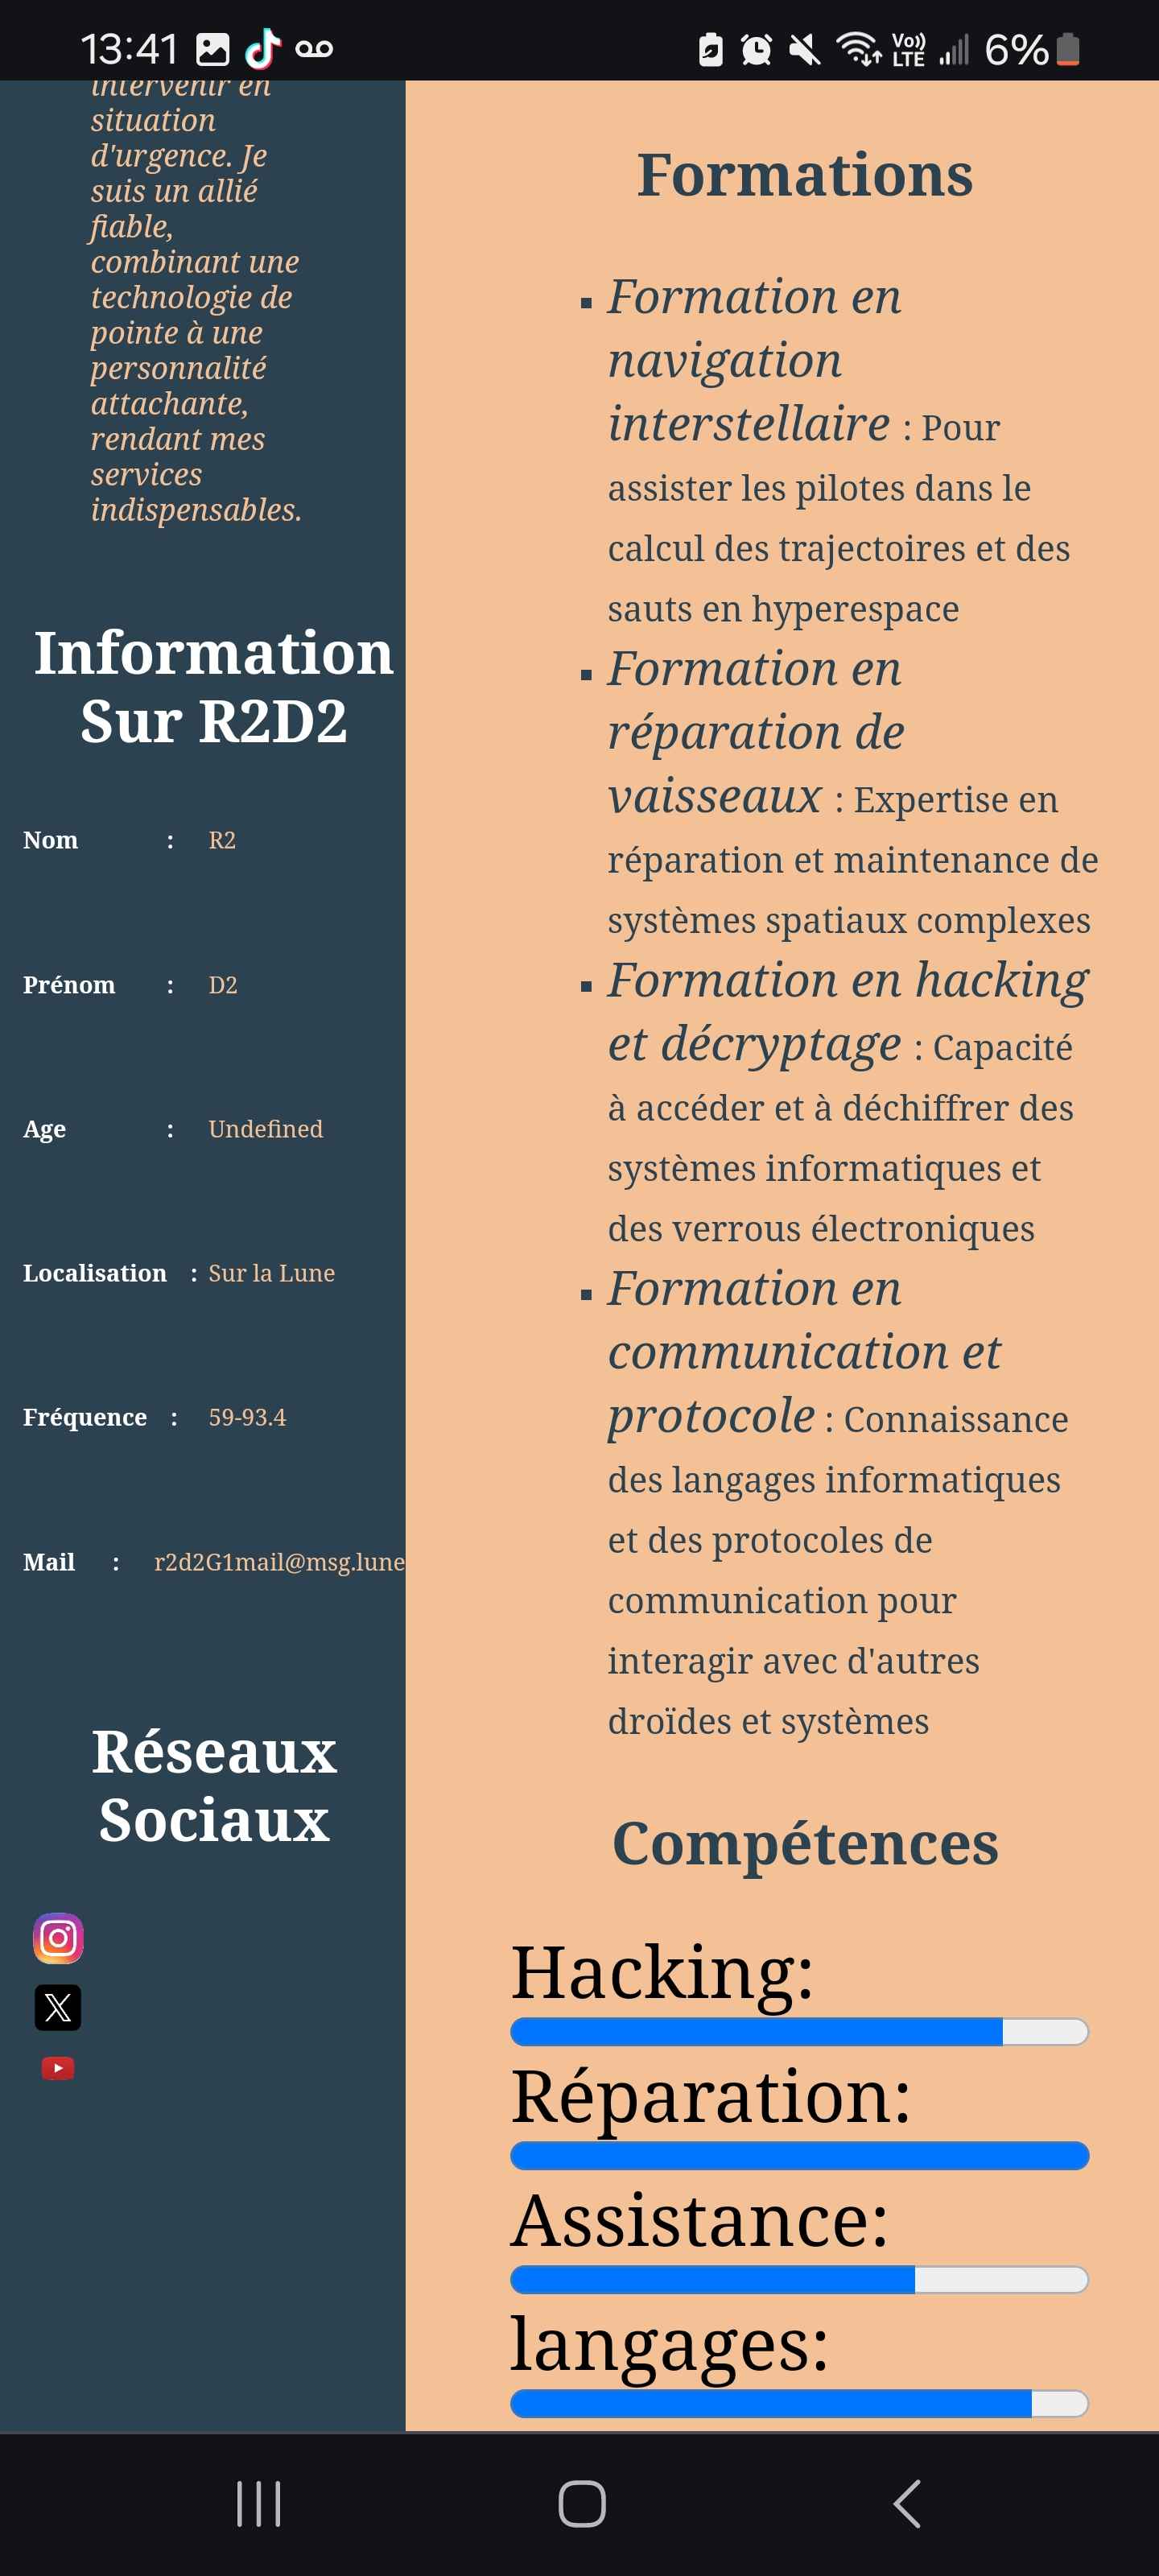 13:41
Vo))
LTE
6%
intervenir en
situation
d'urgence. Je
suis un allié
fiable,
combinant une
technologie de
pointe à une
personnalité
attachante,
rendant mes
services
indispensables.
Information
Sur R2D2
Nom : R2
Prénom : D2
Age : Undefined
Localisation : Sur la Lune
Fréquence : 59-93.4
Mail : r2d2G1mail@msg.lune
Réseaux
Sociaux
Formations
▪ Formation en
navigation
interstellaire : Pour
assister les pilotes dans le
calcul des trajectoires et des
sauts en hyperespace
▪ Formation en
réparation de
vaisseaux : Expertise en
réparation et maintenance de
systèmes spatiaux complexes
▪ Formation en hacking
et décryptage : Capacité
à accéder et à déchiffrer des
systèmes informatiques et
des verrous électroniques
▪ Formation en
communication et
protocole : Connaissance
des langages informatiques
et des protocoles de
communication pour
interagir avec d'autres
droïdes et systèmes
Compétences
Hacking:
Réparation:
Assistance:
langages: